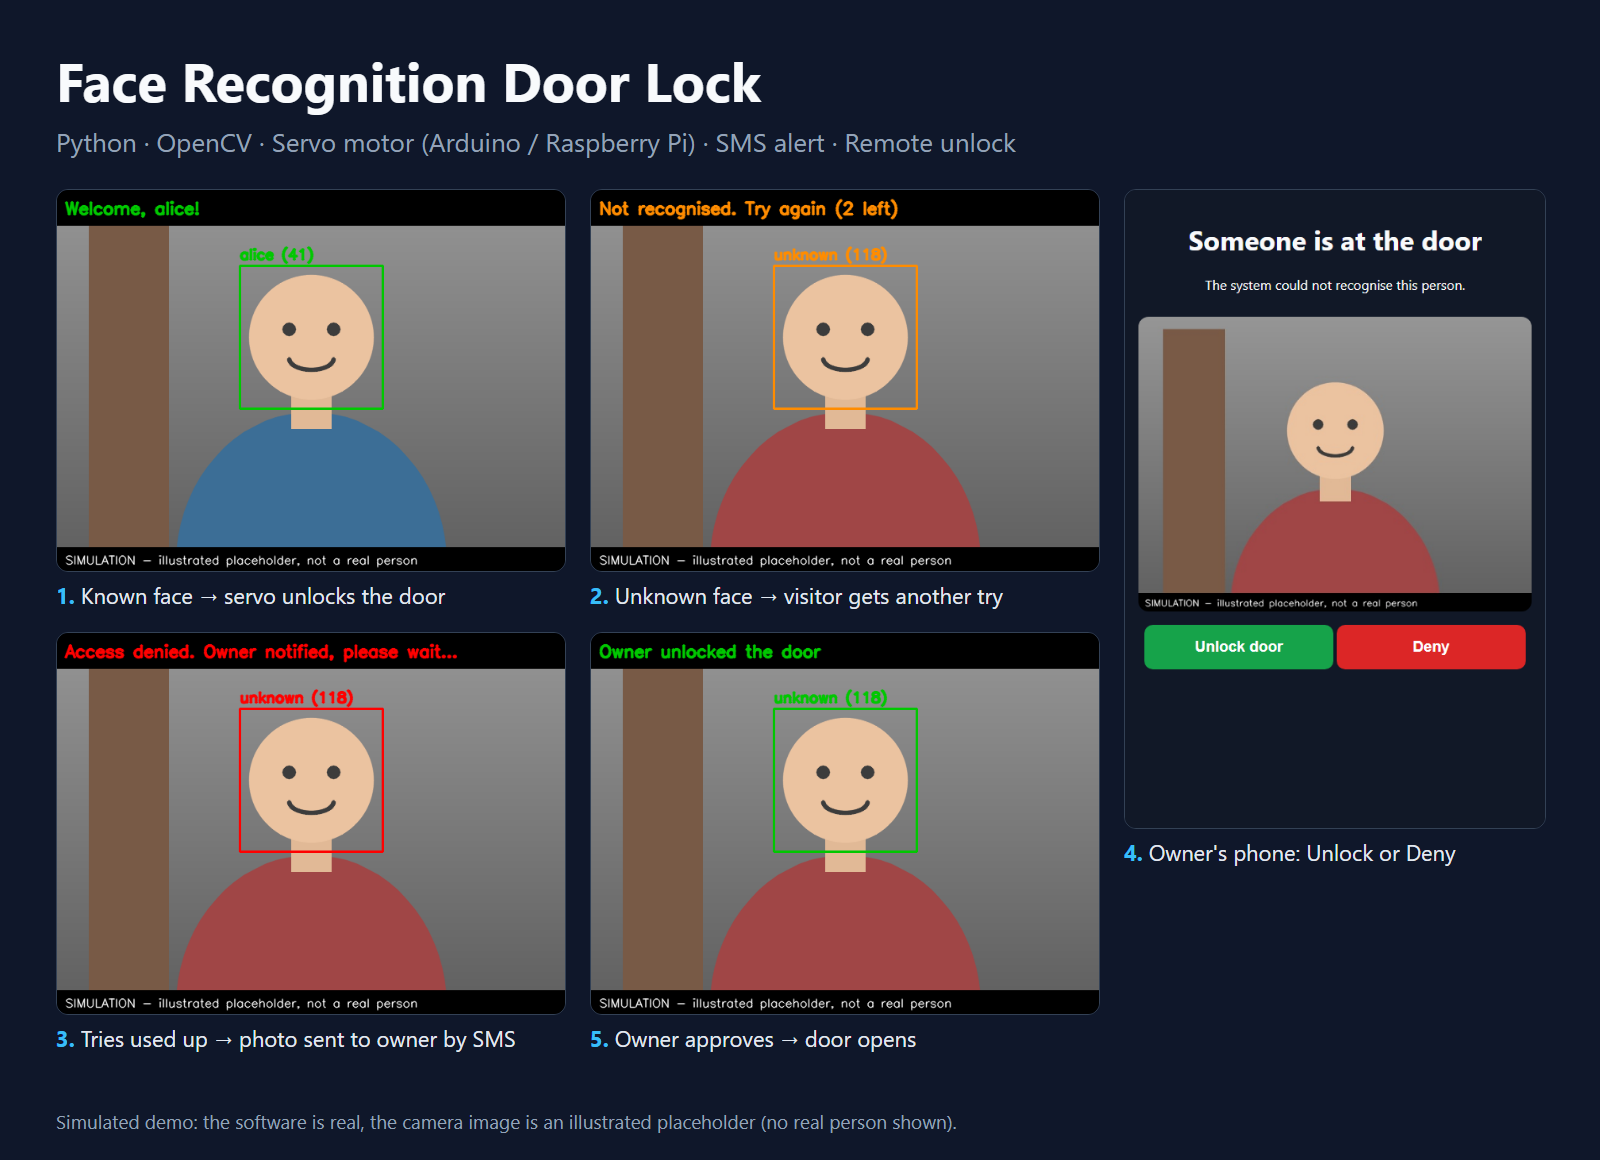 Face Recognition Door Lock
Python · OpenCV · Servo motor (Arduino / Raspberry Pi) · SMS alert · Remote unlock
Welcome, alice!
alice (41)
SIMULATION – illustrated placeholder, not a real person
1. Known face → servo unlocks the door
Not recognised. Try again (2 left)
unknown (118)
SIMULATION – illustrated placeholder, not a real person
2. Unknown face → visitor gets another try
Access denied. Owner notified, please wait...
unknown (118)
SIMULATION – illustrated placeholder, not a real person
3. Tries used up → photo sent to owner by SMS
Someone is at the door
The system could not recognise this person.
SIMULATION – illustrated placeholder, not a real person
Unlock door
Deny
4. Owner's phone: Unlock or Deny
Owner unlocked the door
unknown (118)
SIMULATION – illustrated placeholder, not a real person
5. Owner approves → door opens
Simulated demo: the software is real, the camera image is an illustrated placeholder (no real person shown).